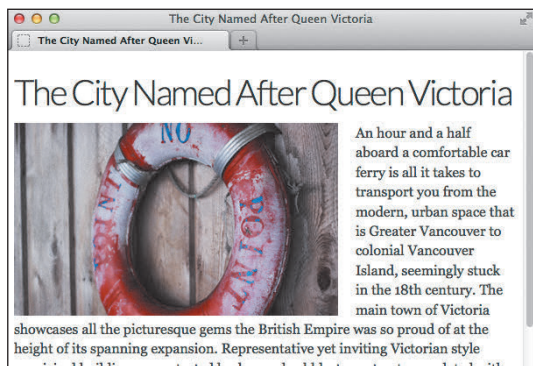 The City Named After Queen Victoria
The City Named After Queen Vi...
The City Named After Queen Victoria
NO
POINT
POINT
An hour and a half
aboard a comfortable car
ferry is all it takes to
transport you from the
modern, urban space that
is Greater Vancouver to
colonial Vancouver
Island, seemingly stuck
in the 18th century. The
main town of Victoria
showcases all the picturesque gems the British Empire was so proud of at the
height of its spanning expansion. Representative yet inviting Victorian style